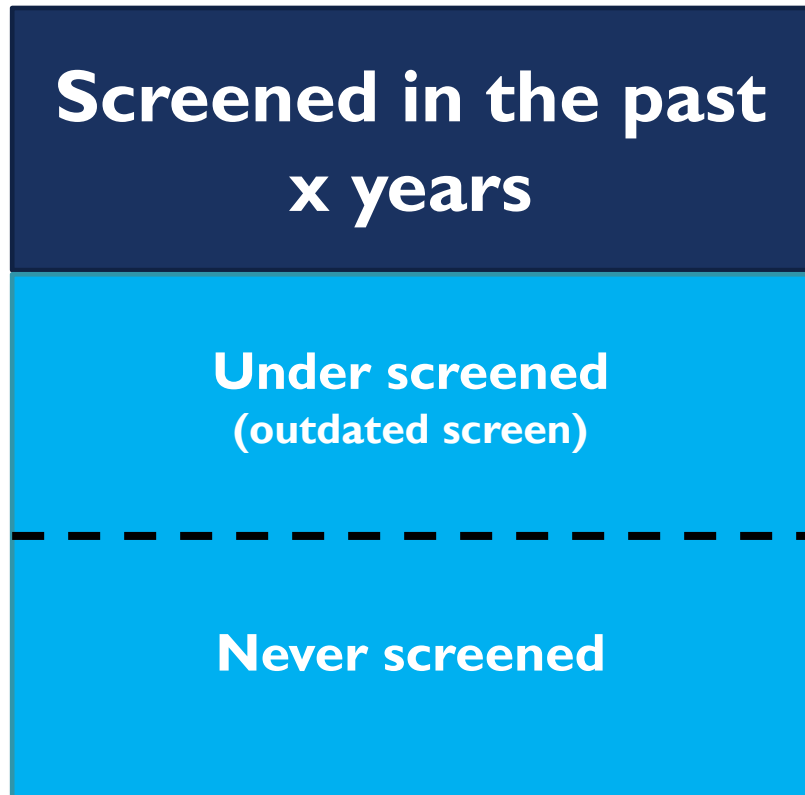 Screened in the past
x years
Under screened
(outdated screen)
Never screened